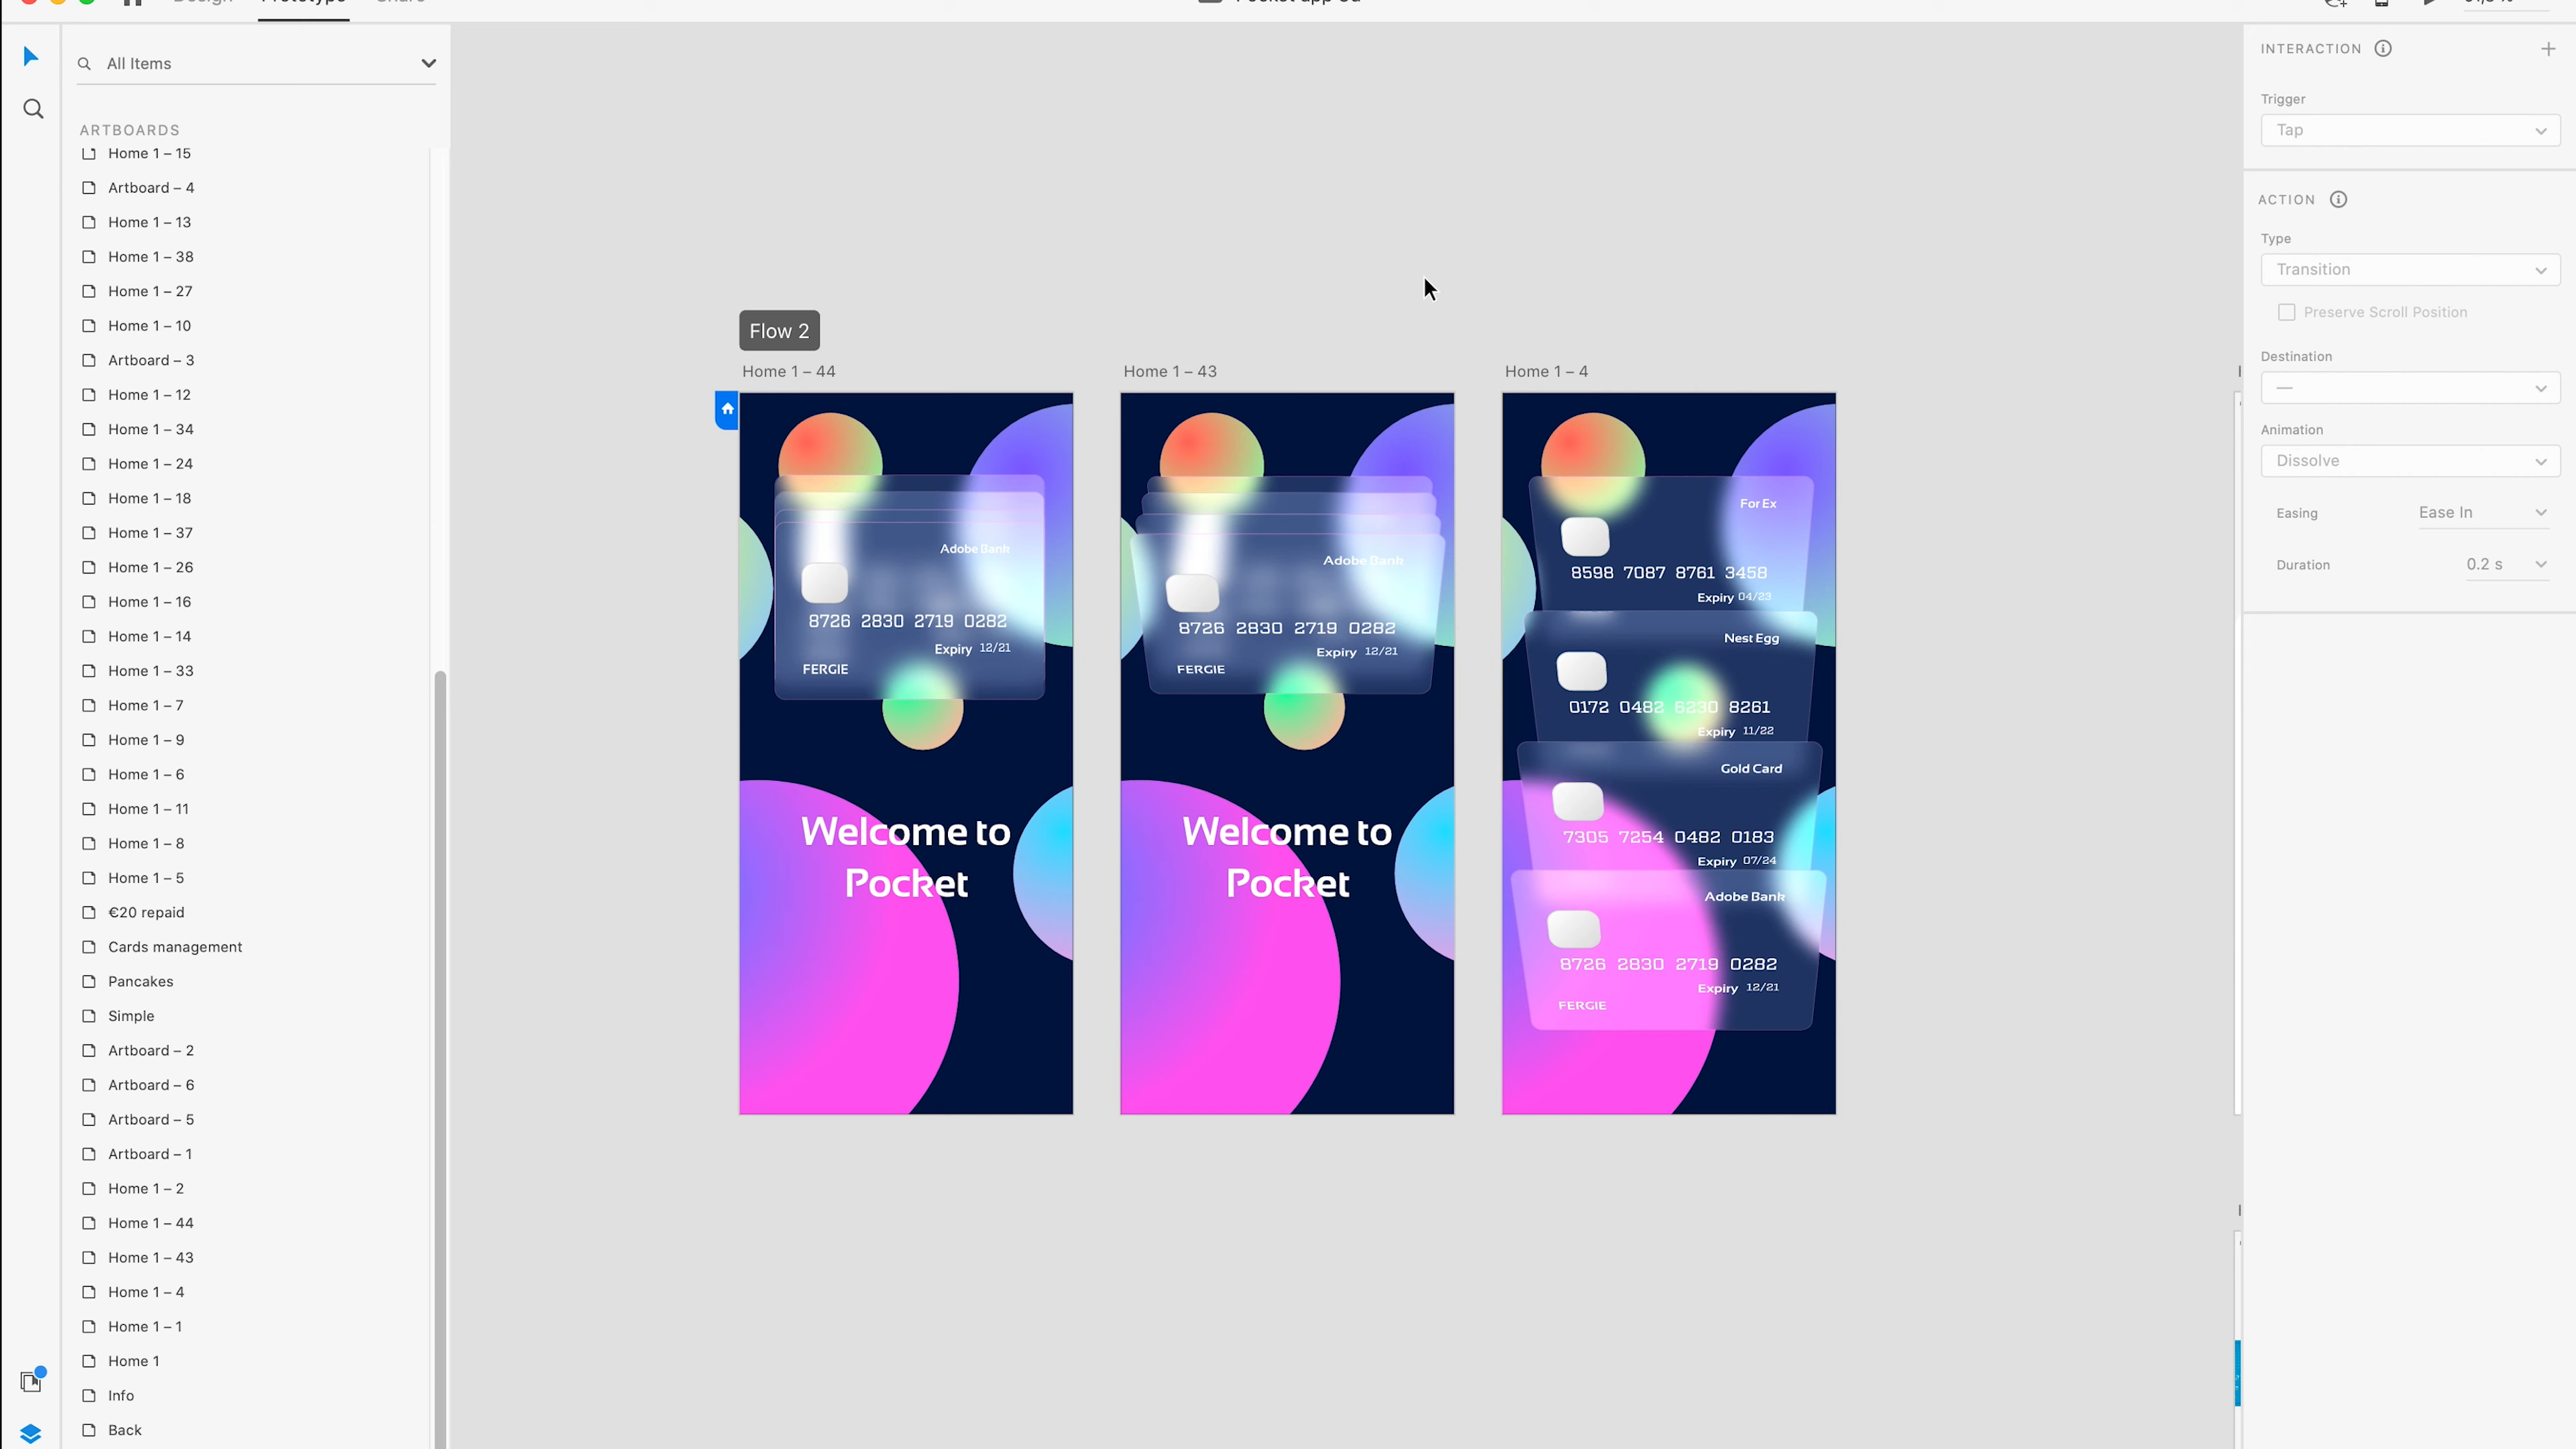 Design Prototype Share
Pocket app
All Items
ARTBOARDS
Home 1 – 15
Artboard – 4
Home 1 – 13
Home 1 – 38
Home 1 – 27
Home 1 – 10
Artboard – 3
Home 1 – 12
Home 1 – 34
Home 1 – 24
Home 1 – 18
Home 1 – 37
Home 1 – 26
Home 1 – 16
Home 1 – 14
Home 1 – 33
Home 1 – 7
Home 1 – 9
Home 1 – 6
Home 1 – 11
Home 1 – 8
Home 1 – 5
€20 repaid
Cards management
Pancakes
Simple
Artboard – 2
Artboard – 6
Artboard – 5
Artboard – 1
Home 1 – 2
Home 1 – 44
Home 1 – 43
Home 1 – 4
Home 1 – 1
Home 1
Info
Back
Flow 2
Home 1 – 44
Adobe Bank
8726 2830 2719 0282
Expiry 12/21
FERGIE
Welcome to
Pocket
Home 1 – 43
Adobe Bank
8726 2830 2719 0282
Expiry 12/21
FERGIE
Welcome to
Pocket
Home 1 – 4
For Ex
8598 7087 8761 3458
Expiry 04/23
Nest Egg
0172 0482 6230 8261
Expiry 11/22
Gold Card
7305 7254 0482 0183
Expiry 07/24
Adobe Bank
8726 2830 2719 0282
Expiry 12/21
FERGIE
INTERACTION
Trigger
Tap
ACTION
Type
Transition
Preserve Scroll Position
Destination
—
Animation
Dissolve
Easing Ease In
Duration 0.2 s